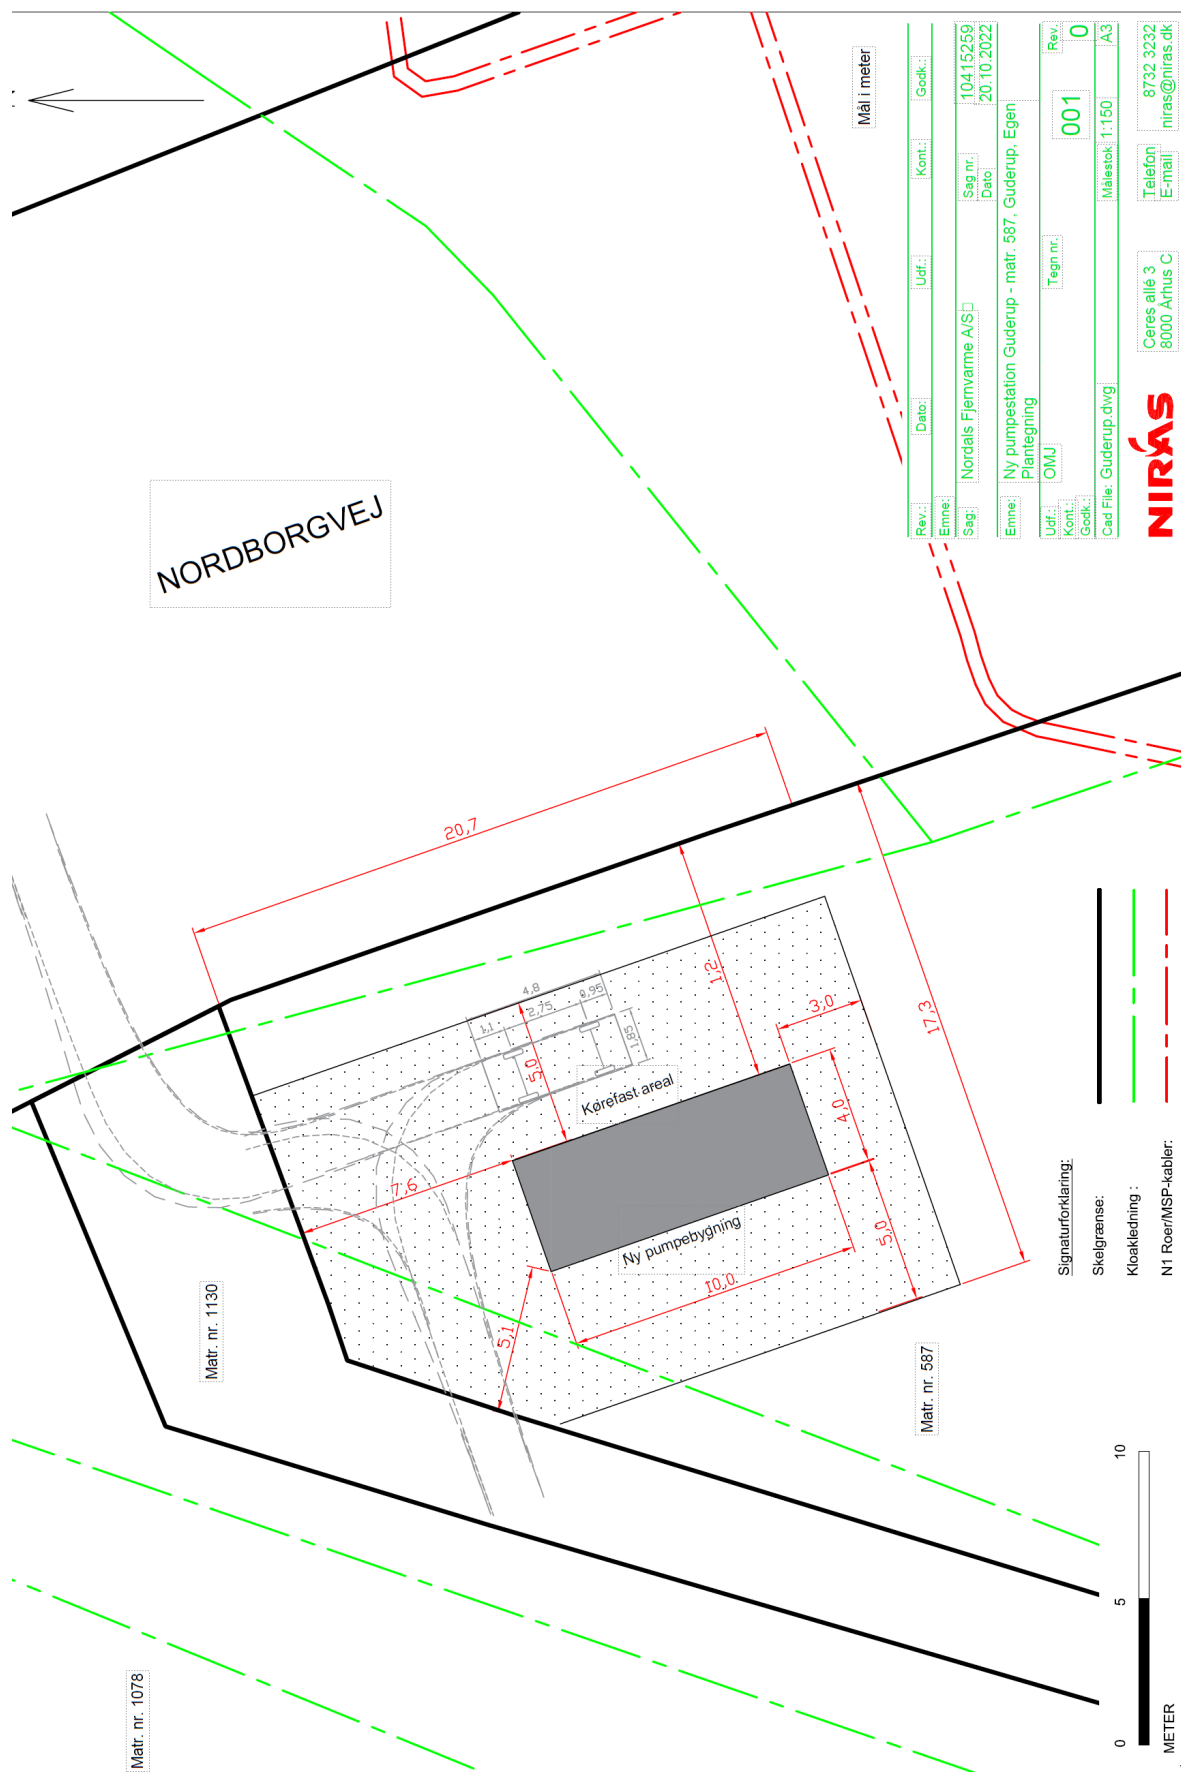 NORDBORGVEJ
Mål i meter
20,7
4,8
1,1
2,75
0,95
1,85
5,0
1,2
3,0
17,3
Kørefast areal
4,0
7,6
Ny pumpebygning
5,0
10,0
5,1
Matr. nr. 1130
Matr. nr. 587
Matr. nr. 1078
Signaturforklaring:
Skelgrænse:
Kloakledning :
N1 Roer/MSP-kabler:
0
5
10
METER
Rev.:
Dato:
Udf.:
Kont.:
Godk.:
Emne:
Sag:
Nordals Fjernvarme A/S
Sag nr.
10415259
Dato
20.10.2022
Emne:
Ny pumpestation Guderup - matr. 587, Guderup, Egen
Plantegning
Udf.:
OMJ
Kont.:
Godk.:
Tegn nr.
001
Rev.
0
Cad File: Guderup.dwg
Målestok
1:150
A3
NIRAS
Ceres allé 3
8000 Århus C
Telefon
8732 3232
E-mail
niras@niras.dk